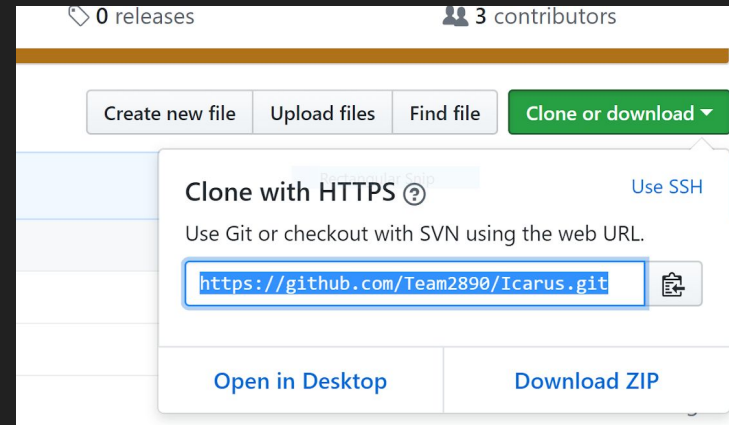 0 releases
3 contributors
Create new file
Upload files
Find file
Clone or download
Rectangular Snip
Clone with HTTPS
Use SSH
Use Git or checkout with SVN using the web URL.
https://github.com/Team2890/Icarus.git
Open in Desktop
Download ZIP